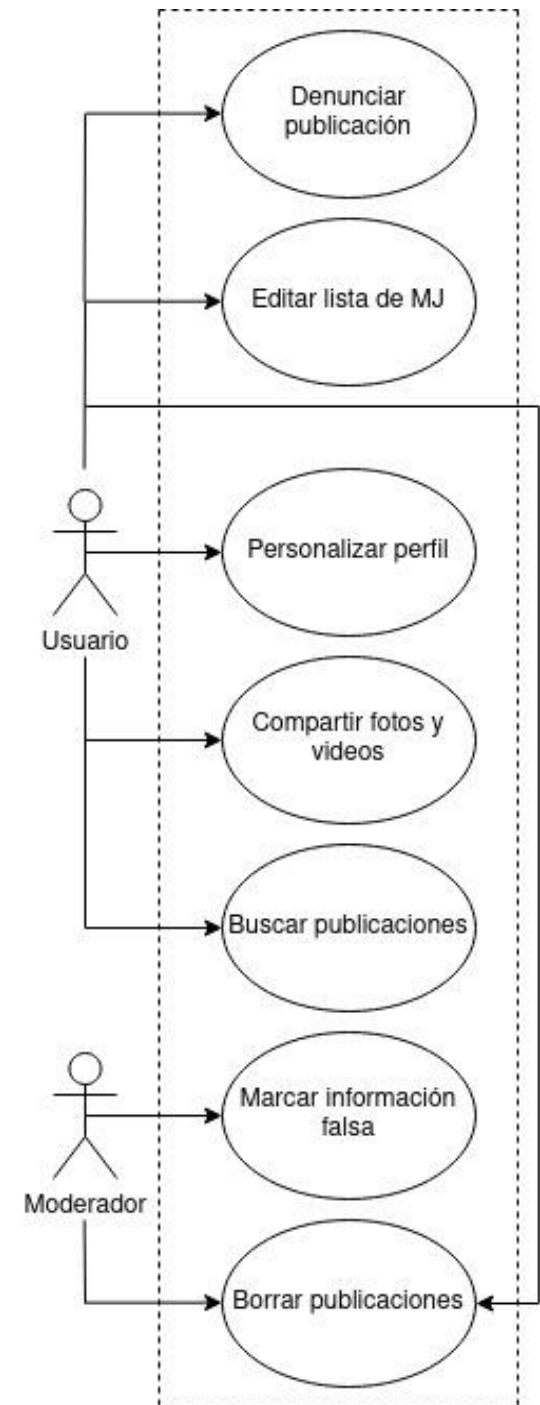 Denunciar
publicación
Editar lista de MJ
Personalizar perfil
Usuario
Compartir fotos y
videos
Buscar publicaciones
Marcar información
falsa
Moderador
Borrar publicaciones